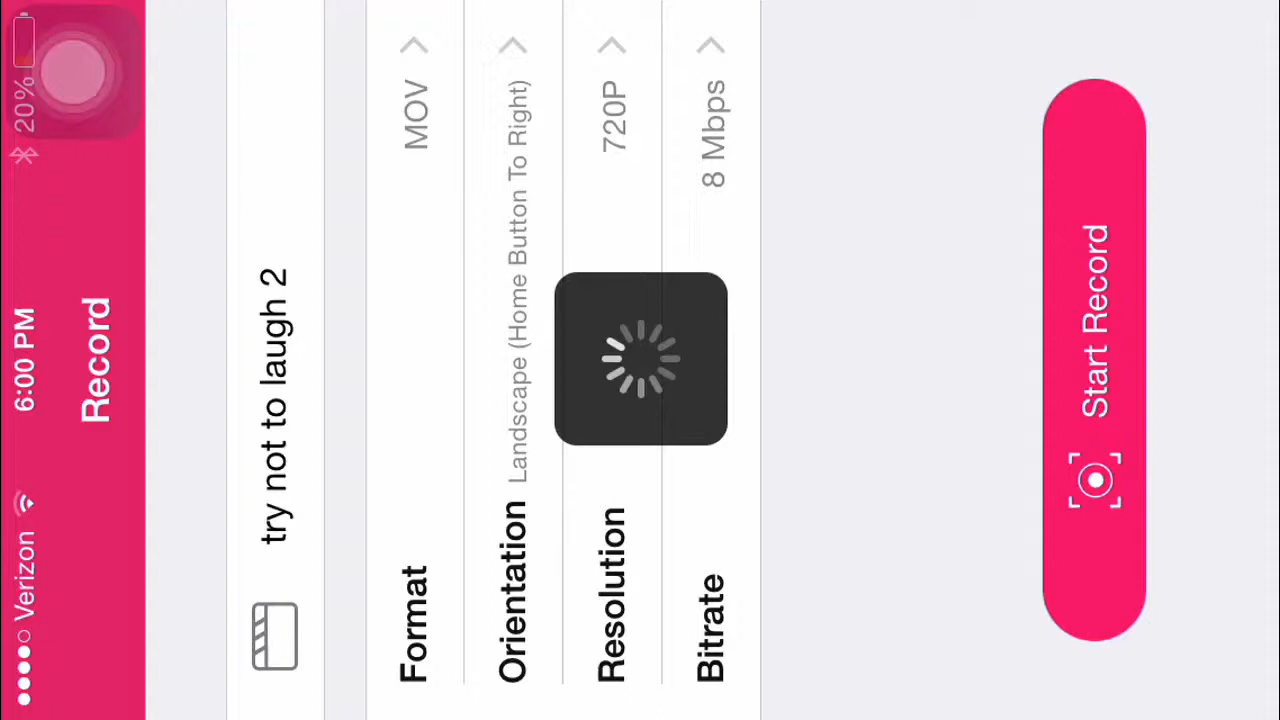 Verizon 6:00 PM 20%
Record
try not to laugh 2
Format MOV
Orientation Landscape (Home Button To Right)
Resolution 720P
Bitrate 8 Mbps
Start Record